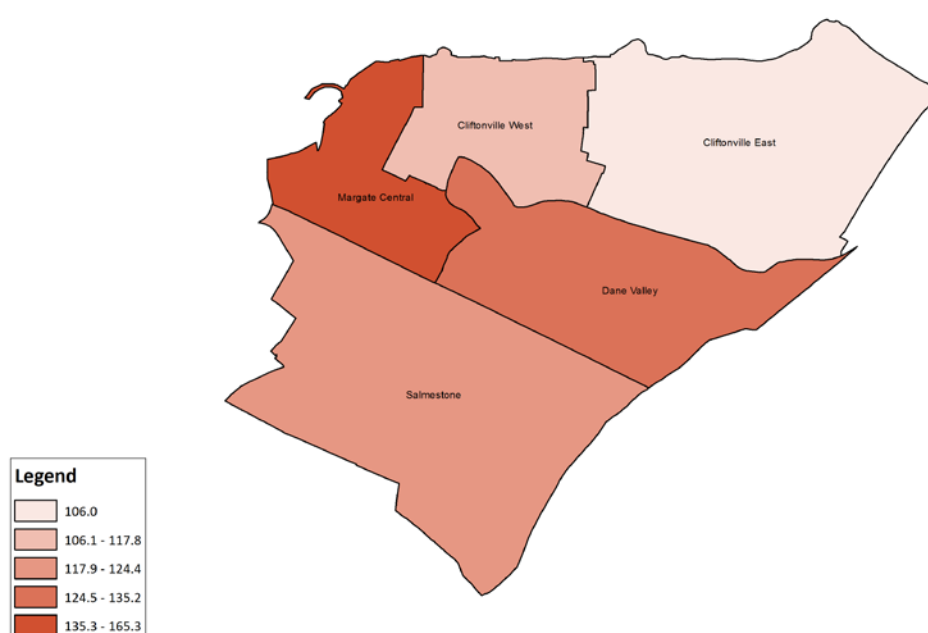 Cliftonville West
Cliftonville East
Margate Central
Dane Valley
Salmestone
Legend
106.0
106.1 - 117.8
117.9 - 124.4
124.5 - 135.2
135.3 - 165.3